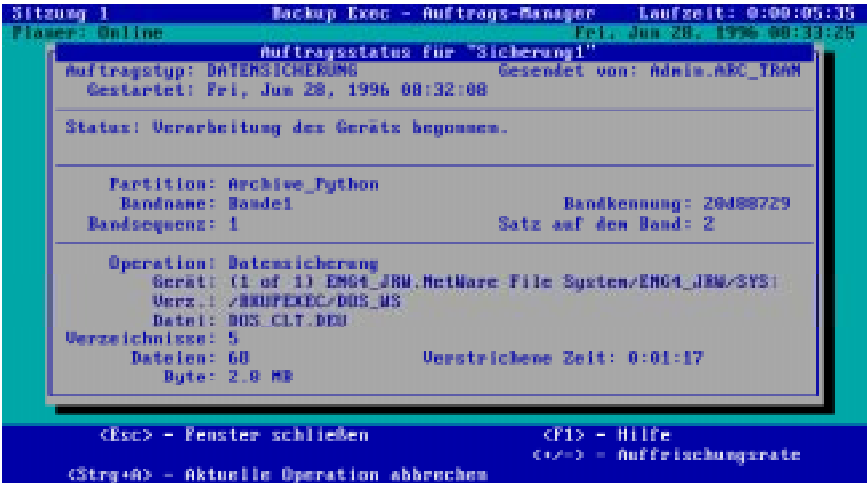 Sitzung 1 Backup Exec - Auftrags-Manager Laufzeit: 0:00:05:35
Planer: Online Fri, Jun 28, 1996 08:33:25
Auftragsstatus für "Sicherung1"
Auftragstyp: DATENSICHERUNG Gesendet von: Admin.ARC_TRAN
Gestartet: Fri, Jun 28, 1996 08:32:08
Status: Verarbeitung des Geräts begonnen.
Partition: Archive_Python
Bandname: Bande1 Bandkennung: 20d88729
Bandsequenz: 1 Satz auf dem Band: 2
Operation: Datensicherung
Gerät: (1 of 1) ENG4_JRW.NetWare File System/ENG4_JRW/SYS:
Verz.: /BKUPEXEC/DOS_MS
Datei: DOS_CLT.DEU
Verzeichnisse: 5
Dateien: 60 Verstrichene Zeit: 0:01:17
Byte: 2.0 MB
<Esc> - Fenster schließen <F1> - Hilfe
<+/-> - Auffrischungsrate
<Strg+A> - Aktuelle Operation abbrechen